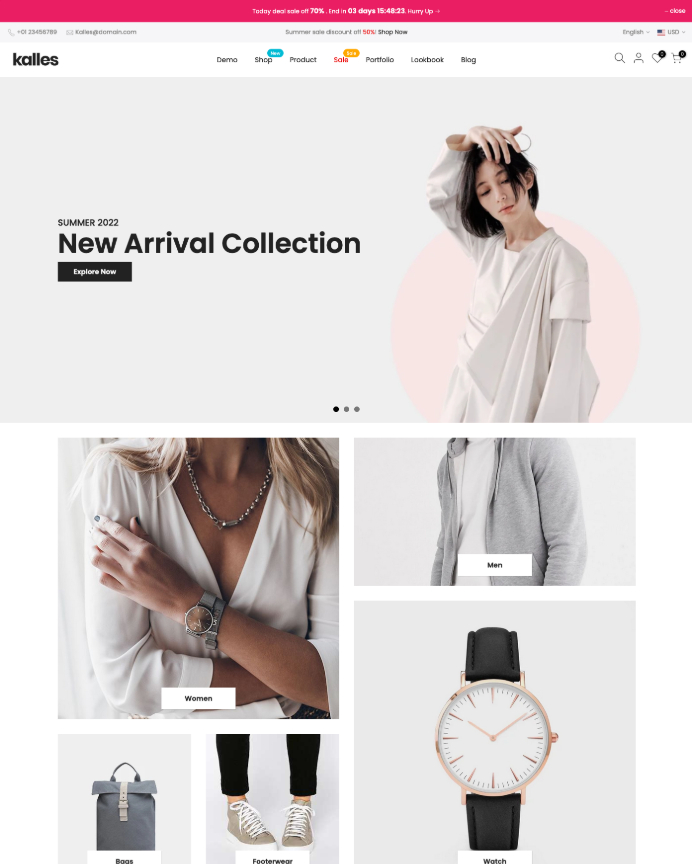 Today deal sale off 70% . End in 03 days 15:48:23. Hurry Up →
close
+01 23456789 Kalles@domain.com
Summer sale discount off 50%! Shop Now
English USD
kalles
New Sale
Demo Shop Product Sale Portfolio Lookbook Blog
0 0
SUMMER 2022
New Arrival Collection
Explore Now
Men
Women
Bags Footerwear Watch